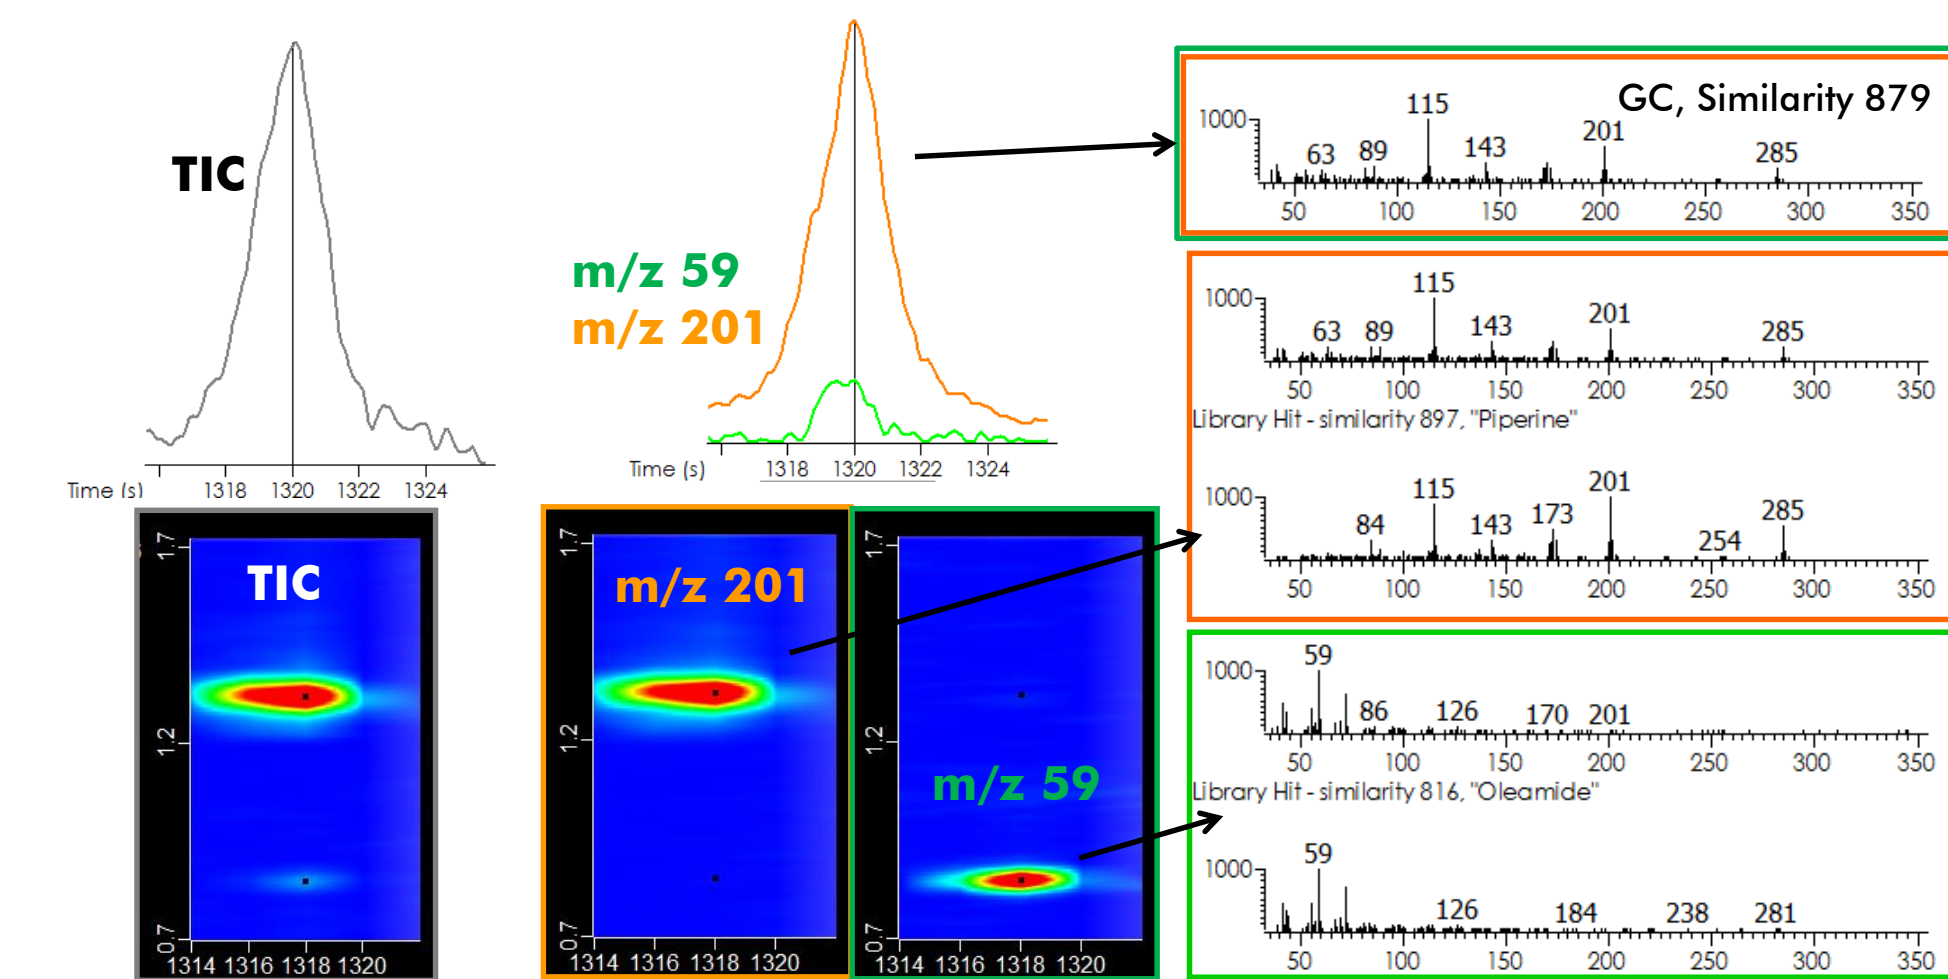 TIC
Time (s)
1318 1320 1322 1324
m/z 59
m/z 201
Time (s)
1318 1320 1322 1324
GC, Similarity 879
1000
63 89 115 143 201 285
50 100 150 200 250 300 350
1000
63 89 115 143 201 285
50 100 150 200 250 300 350
Library Hit - similarity 897, "Piperine"
1000
84 115 143 173 201 254 285
50 100 150 200 250 300 350
TIC
1.7
1.2
0.7
1314 1316 1318 1320
m/z 201
1.7
1.2
0.7
1314 1316 1318 1320
m/z 59
1.7
1.2
0.7
1314 1316 1318 1320
1000
59 86 126 170 201
50 100 150 200 250 300 350
Library Hit - similarity 816, "Oleamide"
1000
59 126 184 238 281
50 100 150 200 250 300 350